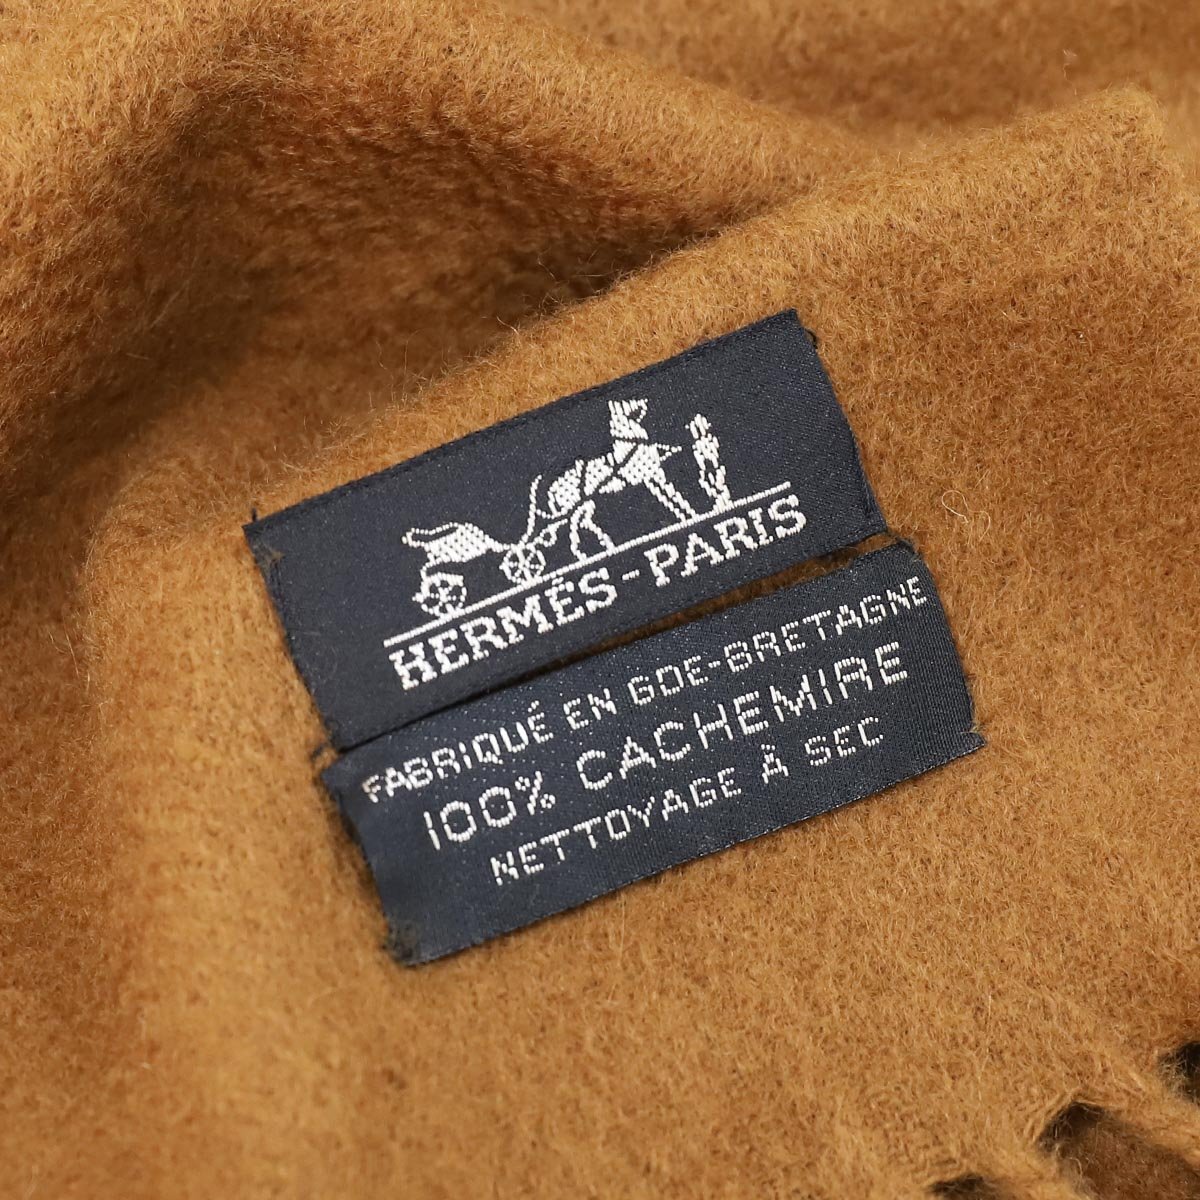 HERMÈS-PARIS
FABRIQUÉ EN GDE-BRETAGNE
100% CACHEMIRE
NETTOYAGE À SEC